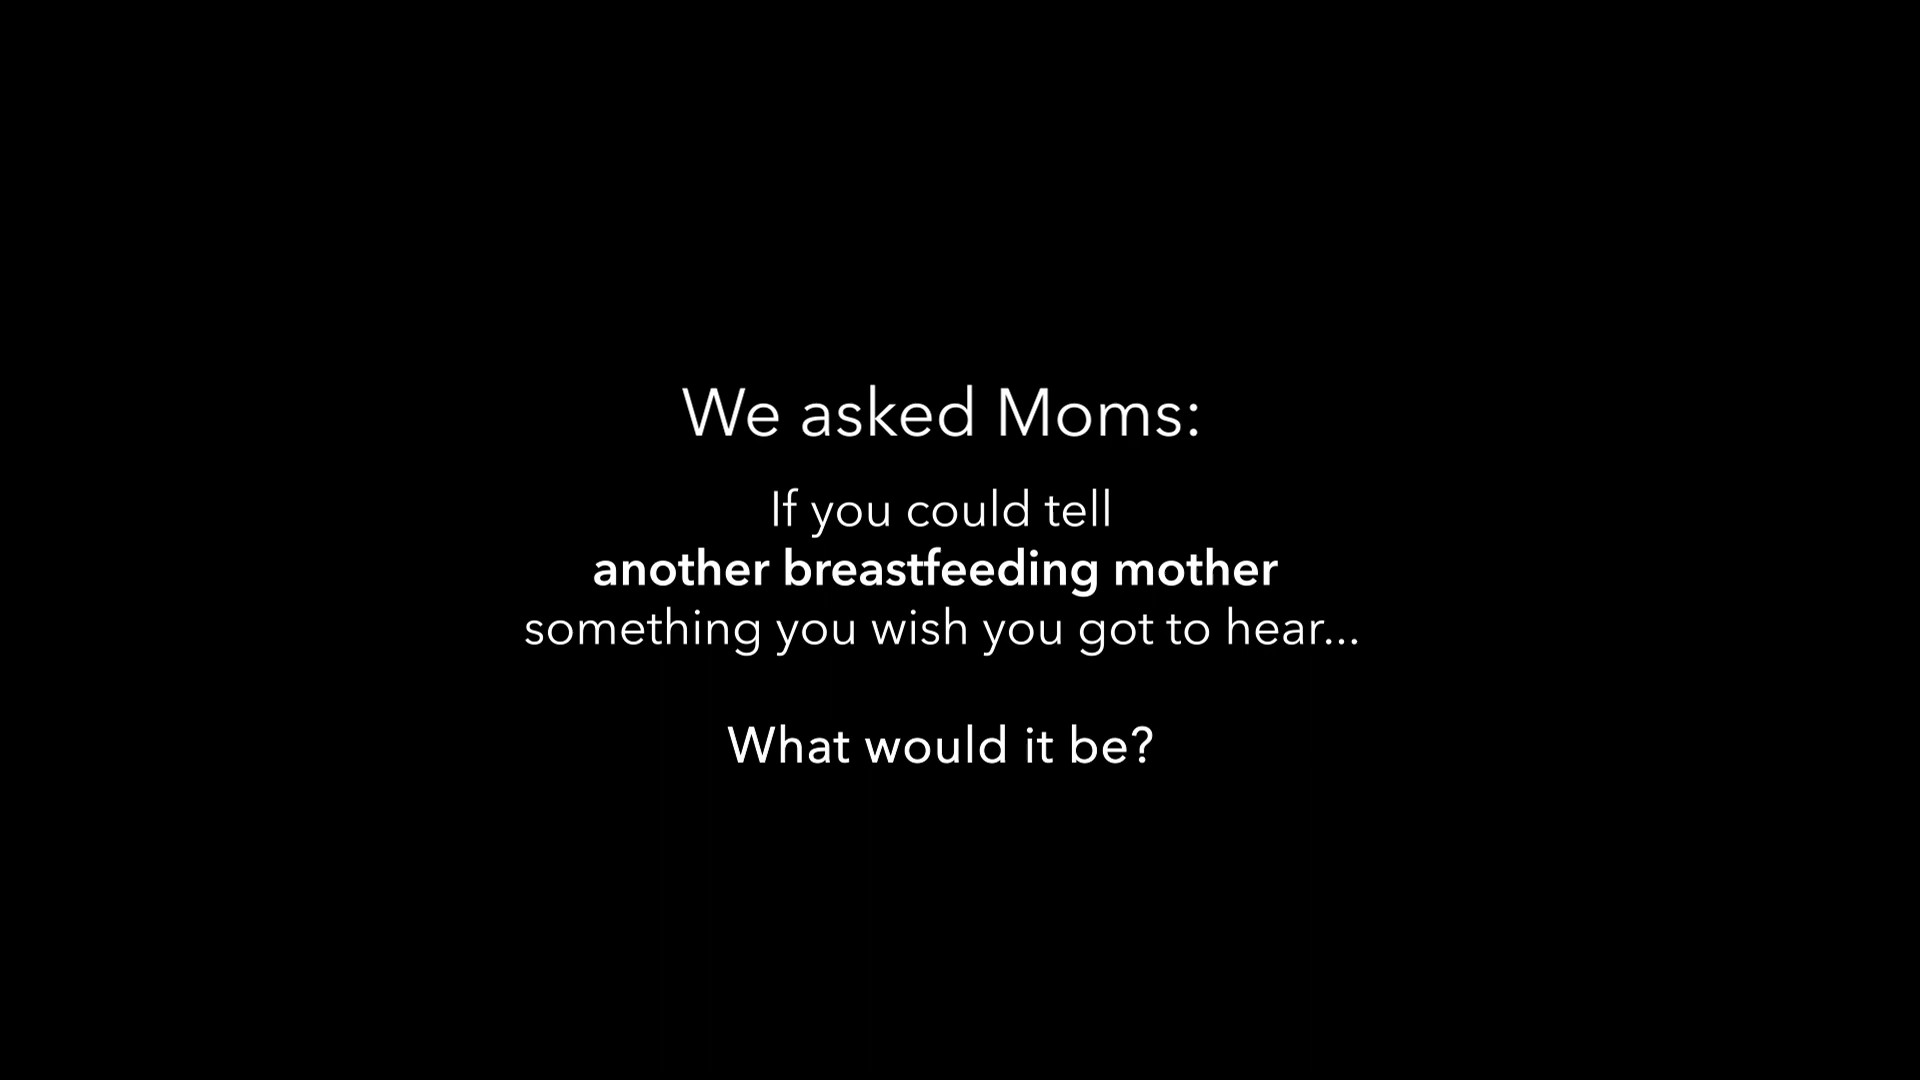 We asked Moms:
If you could tell
another breastfeeding mother
something you wish you got to hear...
What would it be?